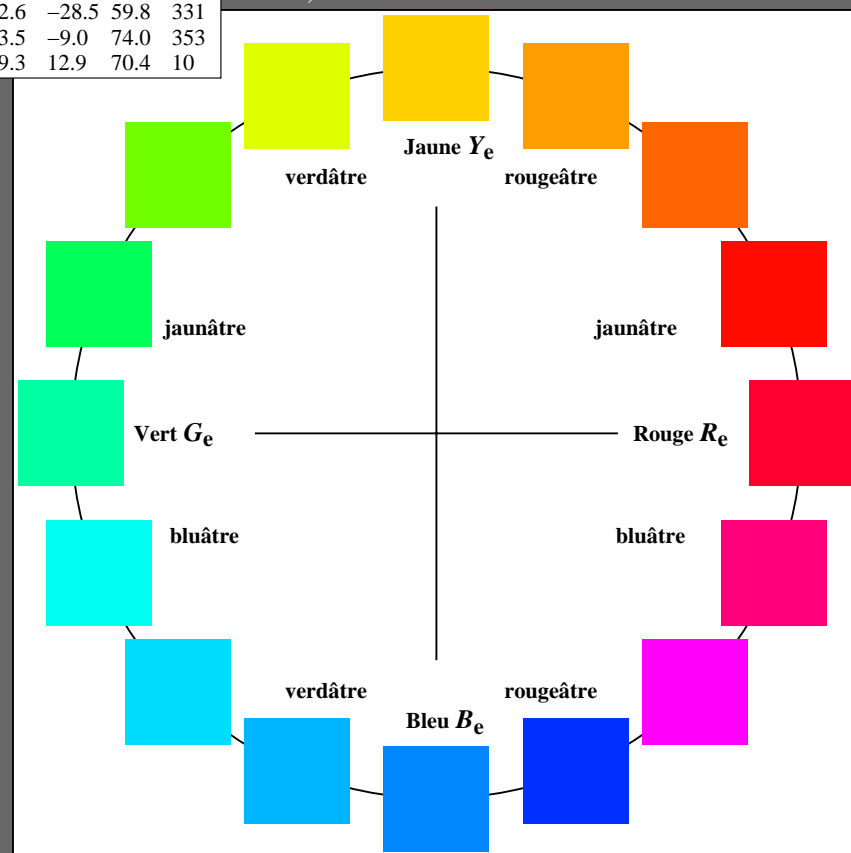 2.6 −28.5 59.8 331
3.5 −9.0 74.0 353
9.3 12.9 70.4 10
Jaune Ye
verdâtre rougeâtre
jaunâtre jaunâtre
Vert Ge Rouge Re
bluâtre bluâtre
verdâtre rougeâtre
Bleu Be